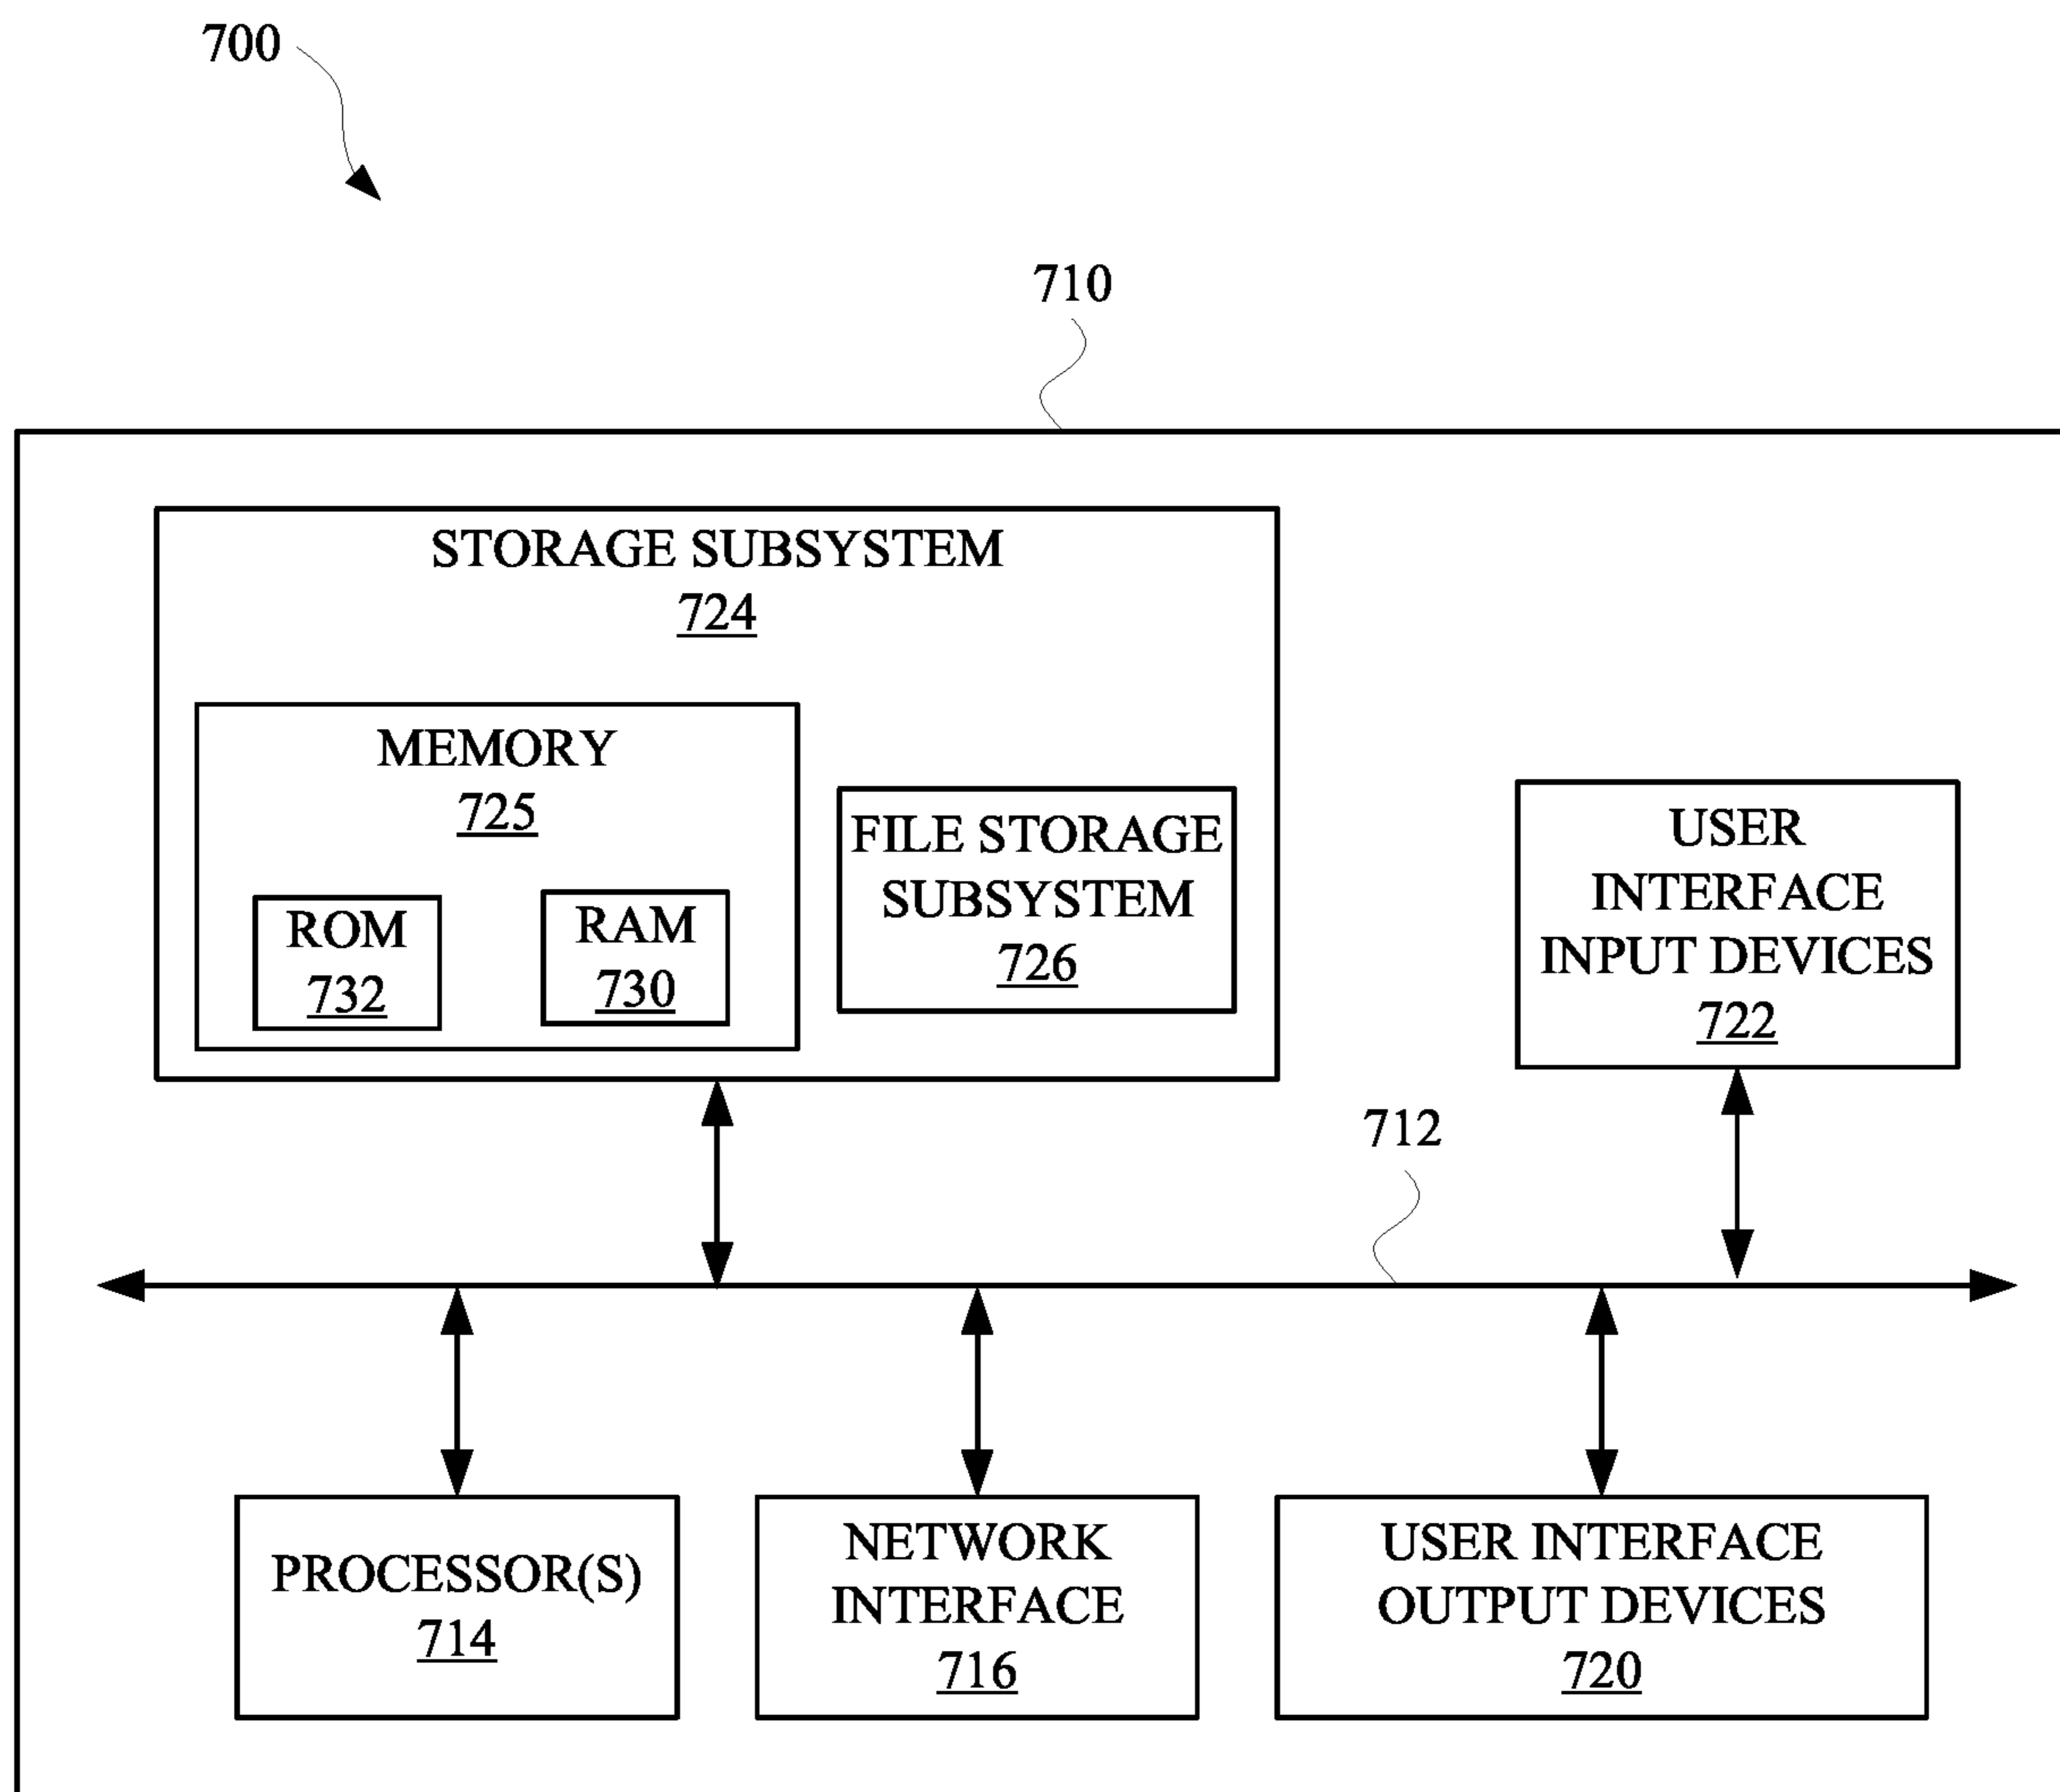 700
710
STORAGE SUBSYSTEM
724
MEMORY
725
ROM
732
RAM
730
FILE STORAGE
SUBSYSTEM
726
USER
INTERFACE
INPUT DEVICES
722
712
PROCESSOR(S)
714
NETWORK
INTERFACE
716
USER INTERFACE
OUTPUT DEVICES
720